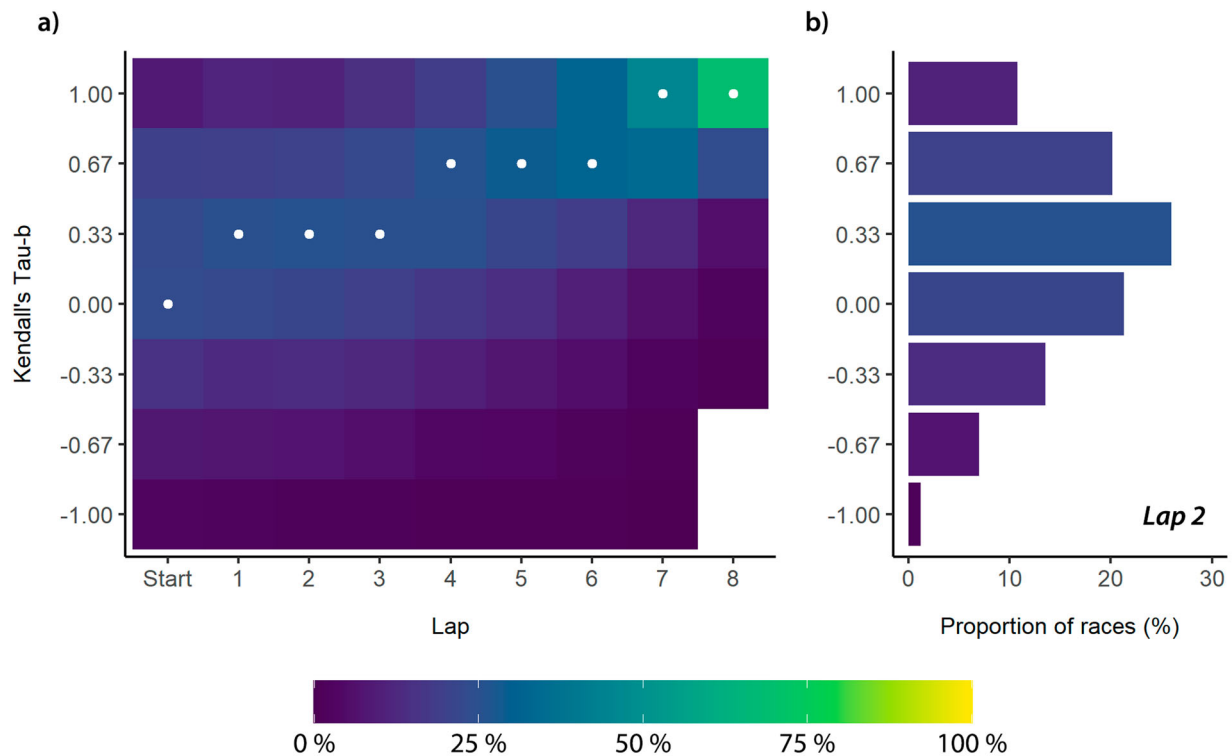 a)
Kendall's Tau-b
1.00
0.67
0.33
0.00
-0.33
-0.67
-1.00
Start 1 2 3 4 5 6 7 8
Lap
b)
1.00
0.67
0.33
0.00
-0.33
-0.67
-1.00
Lap 2
0 10 20 30
Proportion of races (%)
0 % 25 % 50 % 75 % 100 %